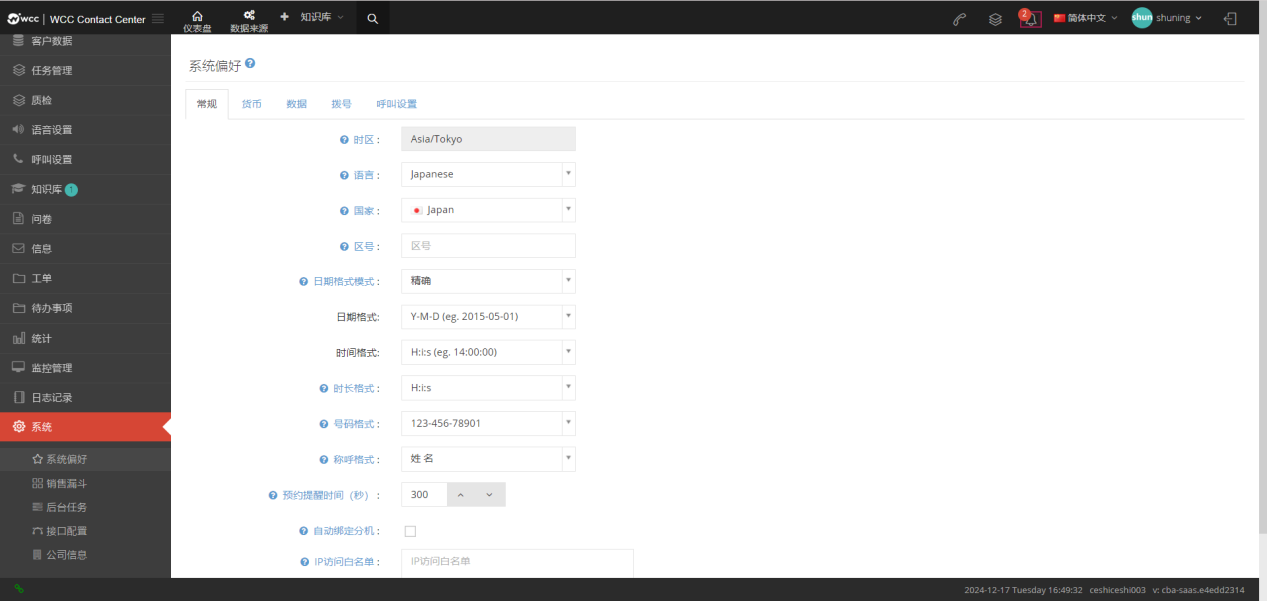 wcc | WCC Contact Center
仪表盘
数据来源
知识库
2
简体中文
shun shuning
客户数据
任务管理
质检
语音设置
呼叫设置
知识库 1
问卷
信息
工单
待办事项
统计
监控管理
日志记录
系统
系统偏好
销售漏斗
后台任务
接口配置
公司信息
系统偏好
常规 货币 数据 拨号 呼叫设置
时区： Asia/Tokyo
语言： Japanese
国家： Japan
区号： 区号
日期格式模式： 精确
日期格式: Y-M-D (eg. 2015-05-01)
时间格式: H:i:s (eg. 14:00:00)
时长格式： H:i:s
号码格式： 123-456-78901
称呼格式： 姓 名
预约提醒时间（秒）： 300
自动绑定分机：
IP访问白名单： IP访问白名单
2024-12-17 Tuesday 16:49:32 ceshiceshi003 v: cba-saas.e4edd2314